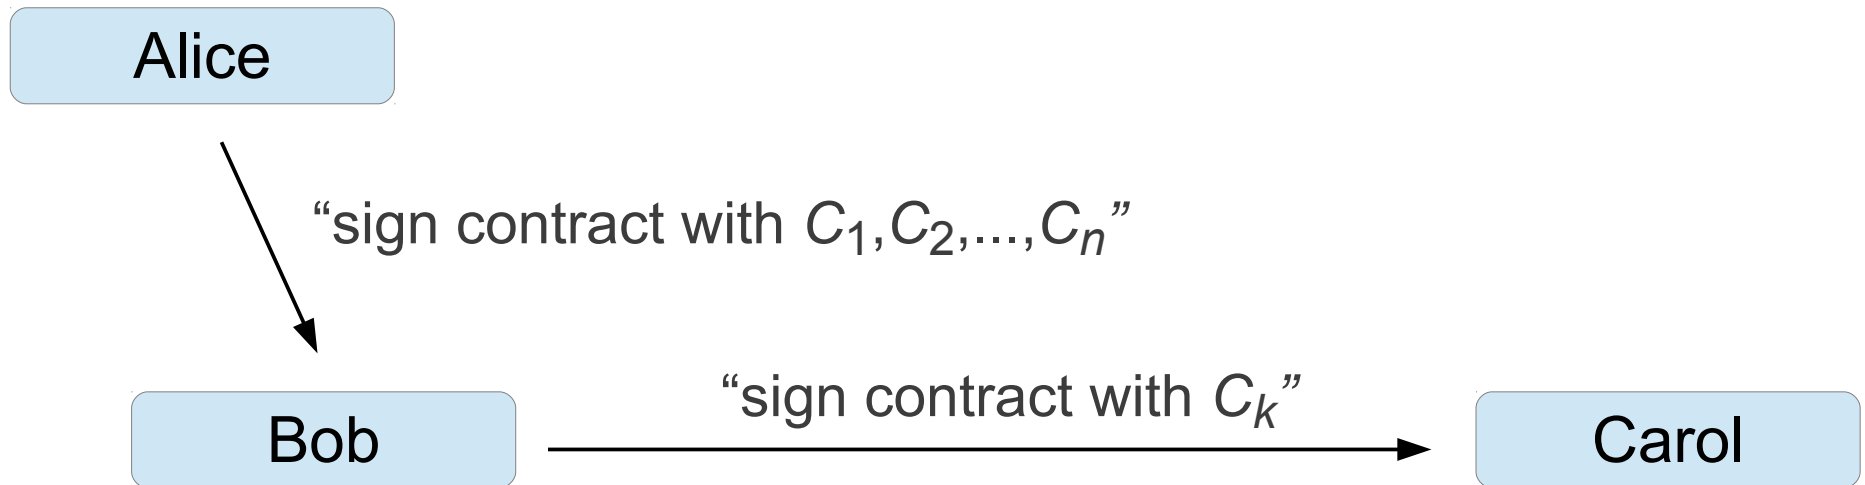 Alice
“sign contract with C1,C2,...,Cn”
“sign contract with Ck”
Bob
Carol